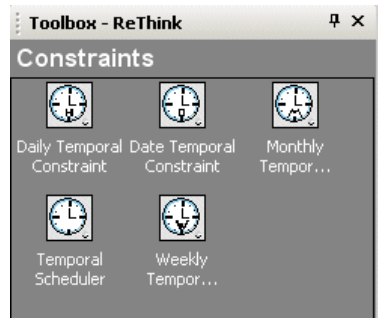 Toolbox - ReThink
Constraints
Daily Temporal Constraint
Date Temporal Constraint
Monthly Tempor...
Temporal Scheduler
Weekly Tempor...